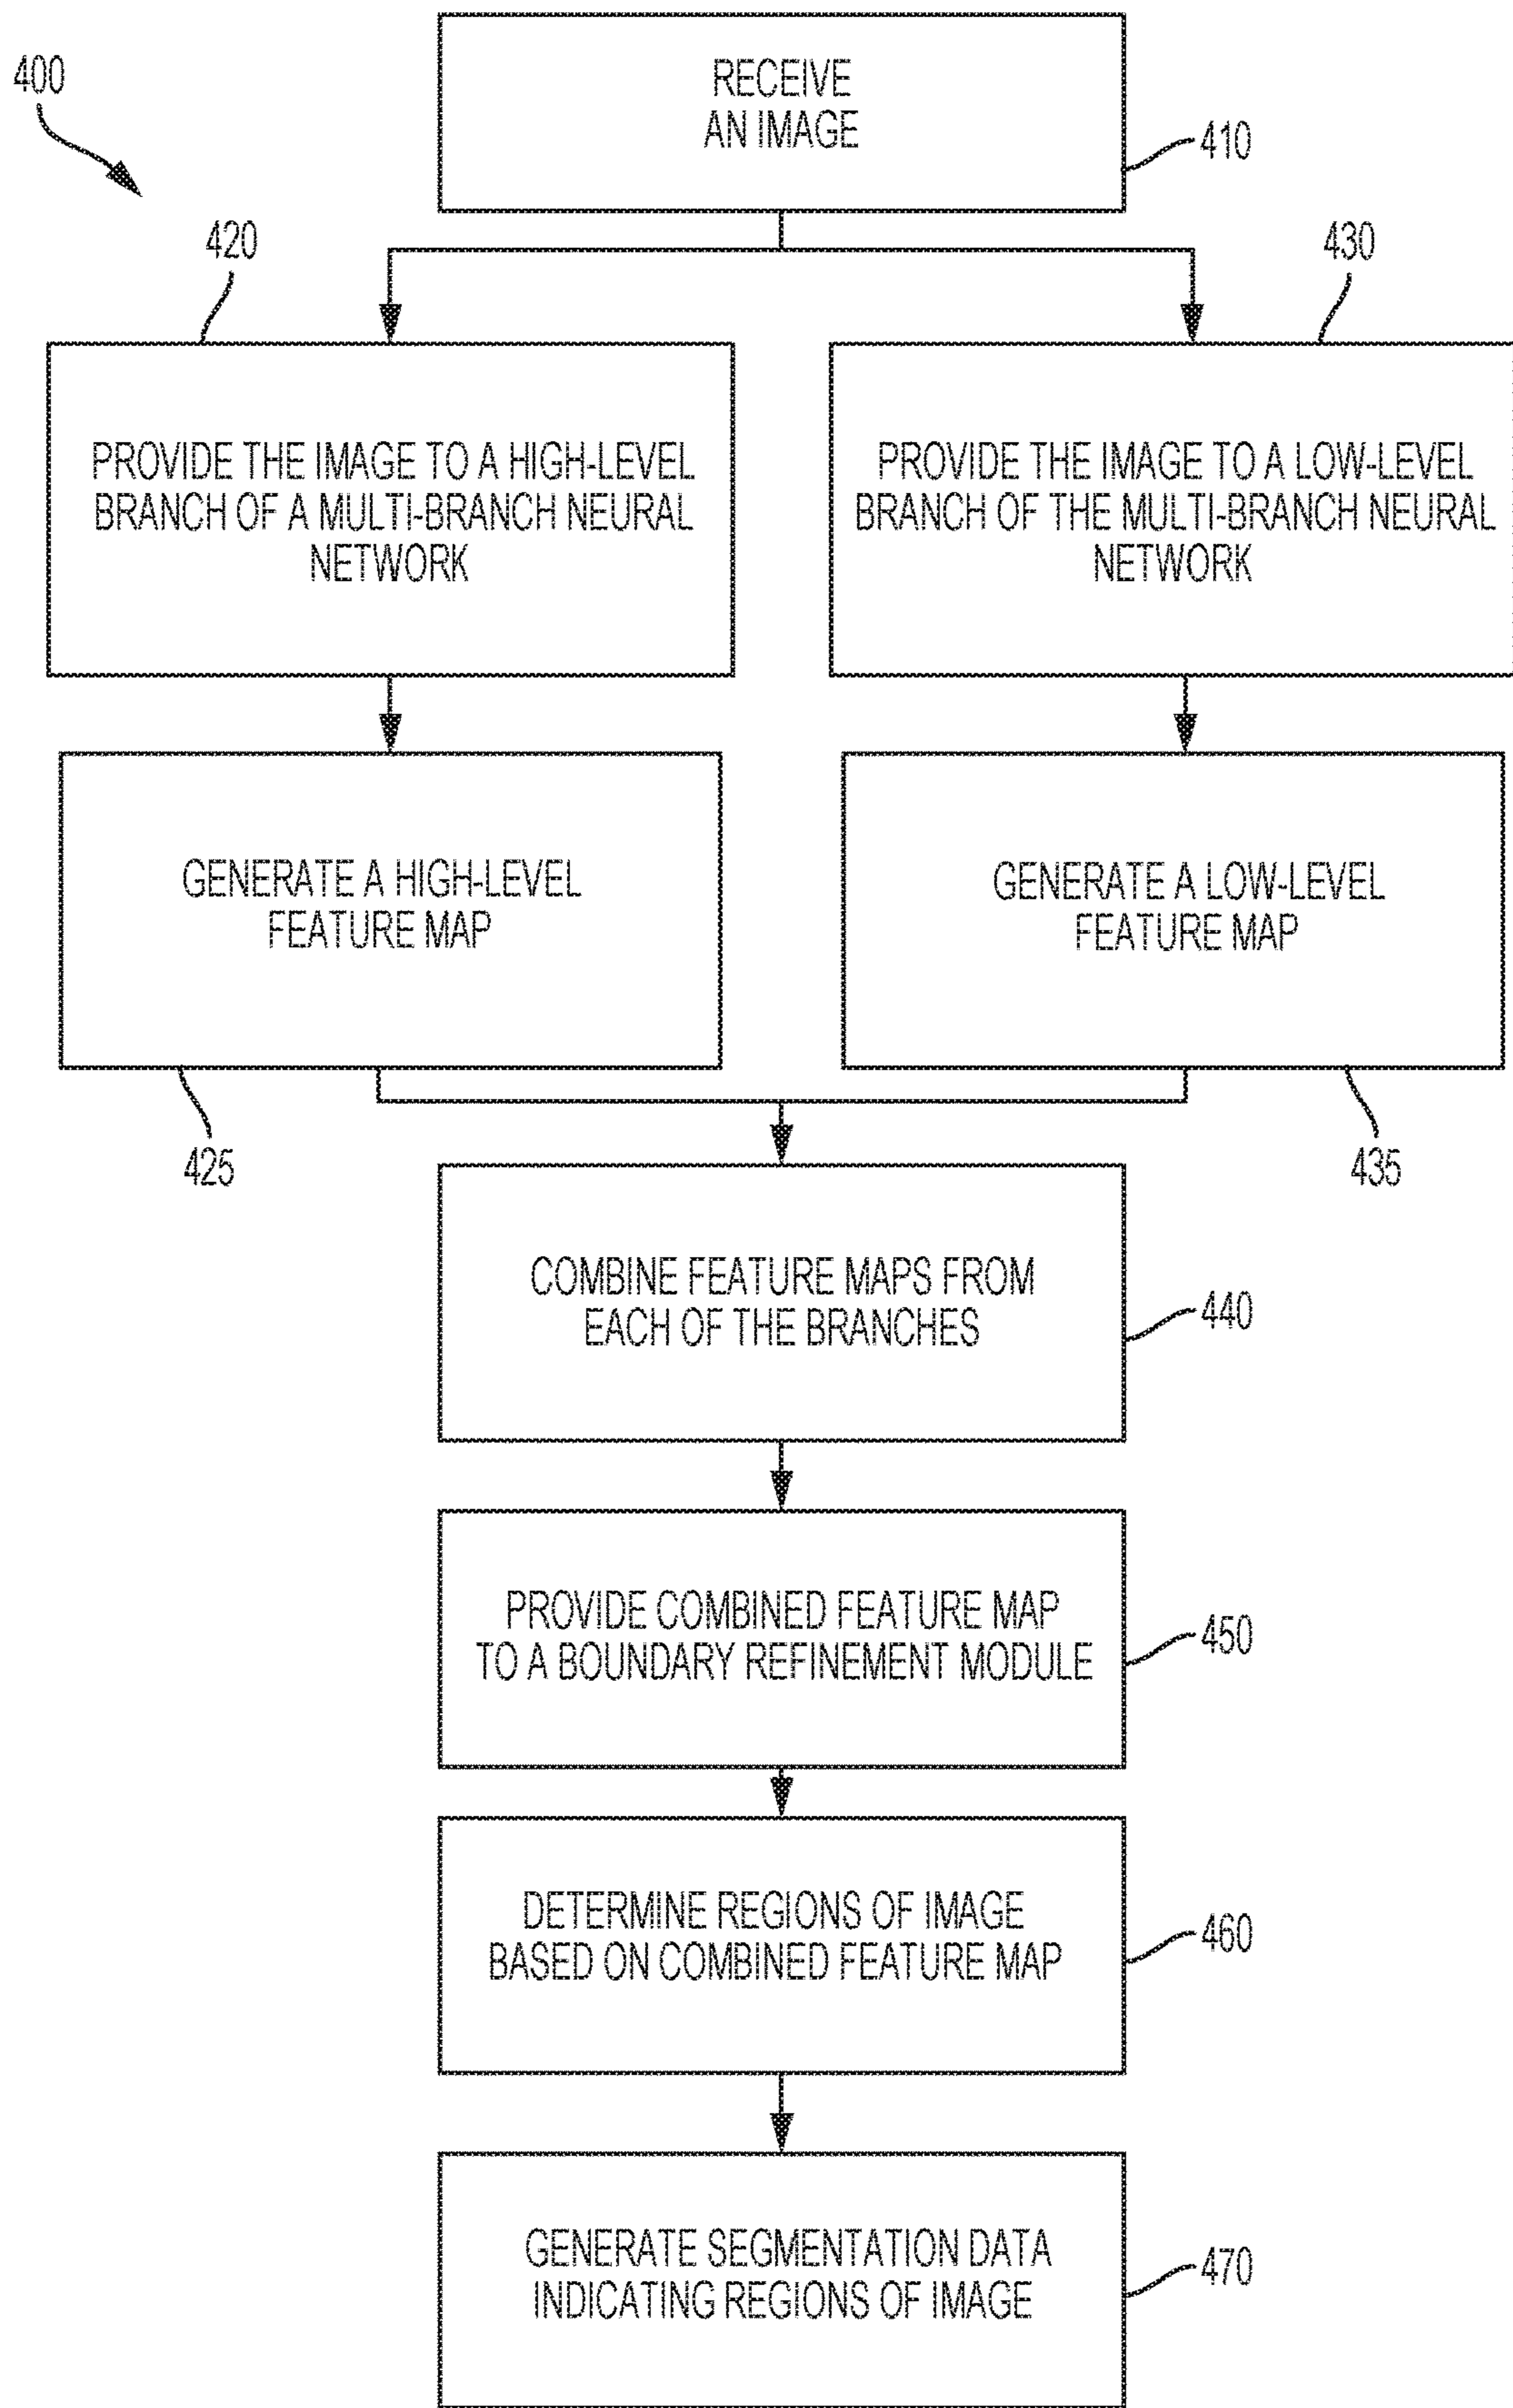 400
RECEIVE
AN IMAGE
410
420
430
PROVIDE THE IMAGE TO A HIGH-LEVEL
BRANCH OF A MULTI-BRANCH NEURAL
NETWORK
PROVIDE THE IMAGE TO A LOW-LEVEL
BRANCH OF THE MULTI-BRANCH NEURAL
NETWORK
GENERATE A HIGH-LEVEL
FEATURE MAP
GENERATE A LOW-LEVEL
FEATURE MAP
425
435
COMBINE FEATURE MAPS FROM
EACH OF THE BRANCHES
440
PROVIDE COMBINED FEATURE MAP
TO A BOUNDARY REFINEMENT MODULE
450
DETERMINE REGIONS OF IMAGE
BASED ON COMBINED FEATURE MAP
460
GENERATE SEGMENTATION DATA
INDICATING REGIONS OF IMAGE
470